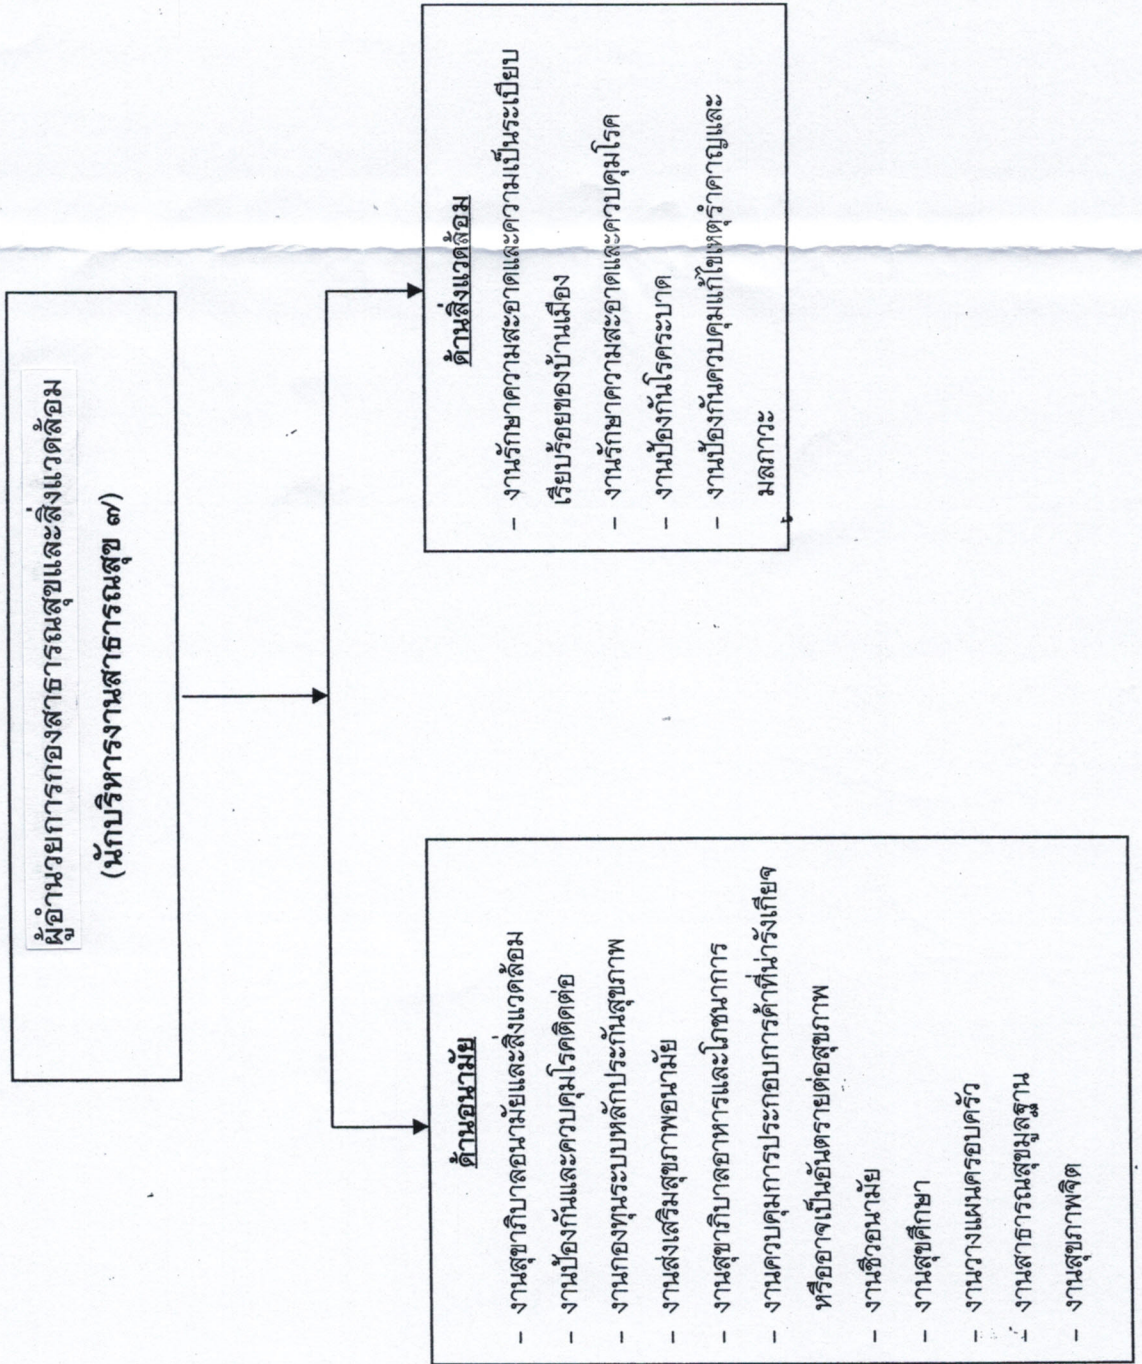 ผู้อำนวยการกองสาธารณสุขและสิ่งแวดล้อม
(นักบริหารงานสาธารณสุข ๗)
ด้านอนามัย
- งานสุขาภิบาลอนามัยและสิ่งแวดล้อม
- งานป้องกันและควบคุมโรคติดต่อ
- งานกองทุนระบบหลักประกันสุขภาพ
- งานส่งเสริมสุขภาพอนามัย
- งานสุขาภิบาลอาหารและโภชนาการ
- งานควบคุมการประกอบการค้าที่น่ารังเกียจ
หรืออาจเป็นอันตรายต่อสุขภาพ
- งานชีวอนามัย
- งานสุขศึกษา
- งานวางแผนครอบครัว
- งานสาธารณสุขมูลฐาน
- งานสุขภาพจิต
ด้านสิ่งแวดล้อม
- งานรักษาความสะอาดและความเป็นระเบียบ
เรียบร้อยของบ้านเมือง
- งานรักษาความสะอาดและควบคุมโรค
- งานป้องกันโรคระบาด
- งานป้องกันควบคุมแก้ไขเหตุรำคาญและ
มลภาวะ